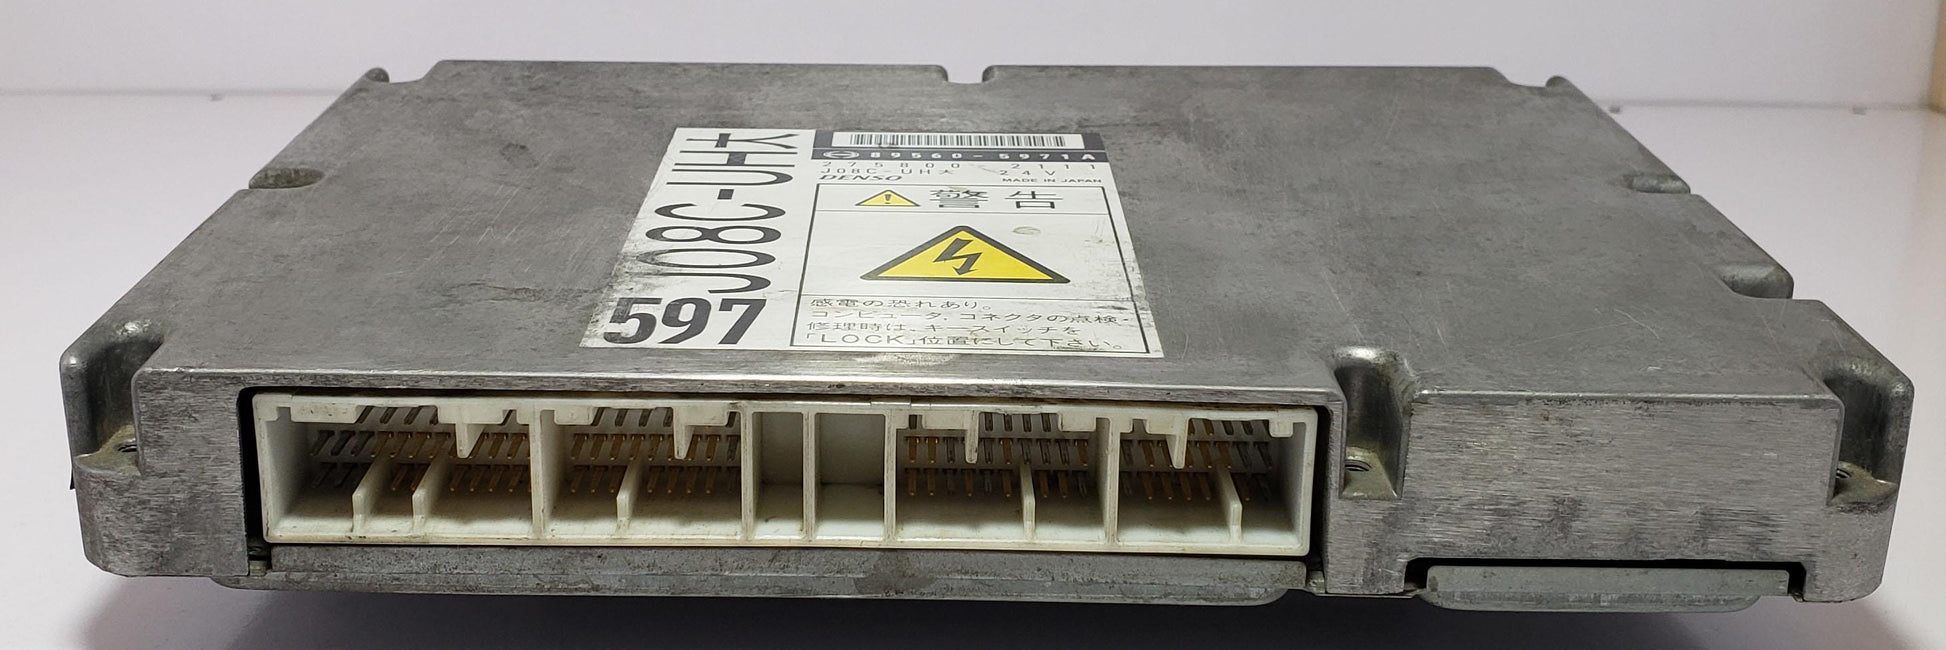 J08C-UH大
597
89560-5971A
275800-2111
J08C-UH大 24V
DENSO MADE IN JAPAN
警告
感電の恐れあり。
コンピュータ,コネクタの点検・
修理時は、キースイッチを
「LOCK」位置にして下さい。